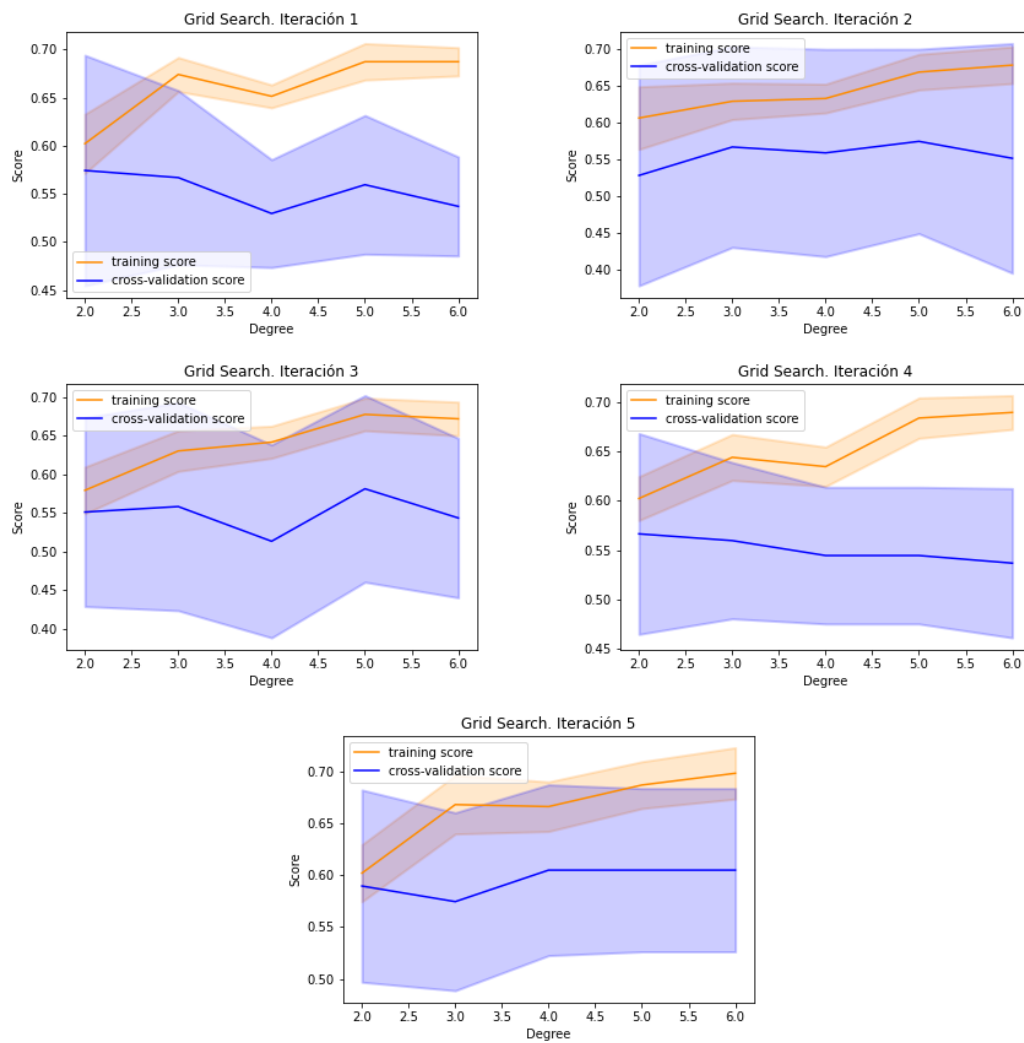 Grid Search. Iteración 1
0.70
0.65
0.60
0.55
0.50
0.45
Score
training score
cross-validation score
2.0 2.5 3.0 3.5 4.0 4.5 5.0 5.5 6.0
Degree
Grid Search. Iteración 2
0.70
0.65
0.60
0.55
0.50
0.45
0.40
Score
training score
cross-validation score
2.0 2.5 3.0 3.5 4.0 4.5 5.0 5.5 6.0
Degree
Grid Search. Iteración 3
0.70
0.65
0.60
0.55
0.50
0.45
0.40
Score
training score
cross-validation score
2.0 2.5 3.0 3.5 4.0 4.5 5.0 5.5 6.0
Degree
Grid Search. Iteración 4
0.70
0.65
0.60
0.55
0.50
0.45
Score
training score
cross-validation score
2.0 2.5 3.0 3.5 4.0 4.5 5.0 5.5 6.0
Degree
Grid Search. Iteración 5
0.70
0.65
0.60
0.55
0.50
Score
training score
cross-validation score
2.0 2.5 3.0 3.5 4.0 4.5 5.0 5.5 6.0
Degree